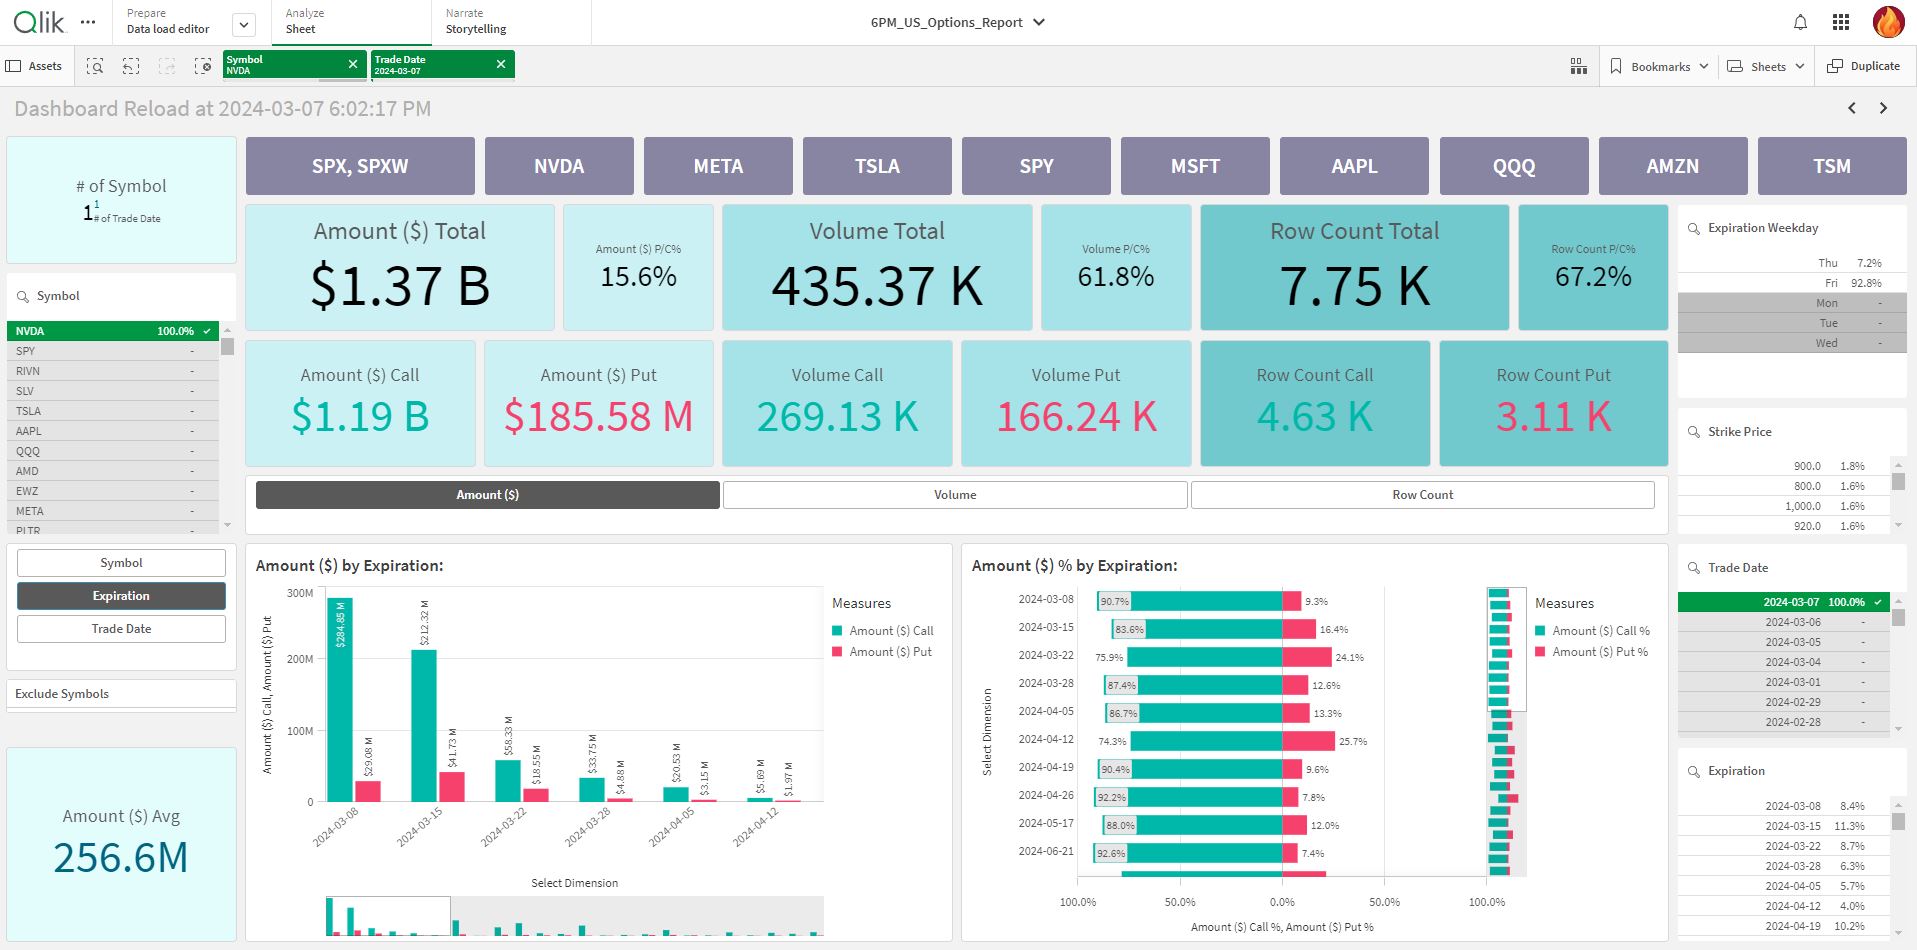 Qlik
Prepare
Data load editor
Analyze
Sheet
Narrate
Storytelling
6PM_US_Options_Report
Assets
Symbol
NVDA
Trade Date
2024-03-07
Bookmarks
Sheets
Duplicate
Dashboard Reload at 2024-03-07 6:02:17 PM
# of Symbol
1
1
# of Trade Date
SPX, SPXW
NVDA
META
TSLA
SPY
MSFT
AAPL
QQQ
AMZN
TSM
Amount ($) Total
$1.37 B
Amount ($) P/C%
15.6%
Volume Total
435.37 K
Volume P/C%
61.8%
Row Count Total
7.75 K
Row Count P/C%
67.2%
Amount ($) Call
$1.19 B
Amount ($) Put
$185.58 M
Volume Call
269.13 K
Volume Put
166.24 K
Row Count Call
4.63 K
Row Count Put
3.11 K
Symbol
NVDA 100.0%
SPY -
RIVN -
SLV -
TSLA -
AAPL -
QQQ -
AMD -
EWZ -
META -
PLTR -
Symbol
Expiration
Trade Date
Exclude Symbols
Amount ($) Avg
256.6M
Amount ($)
Volume
Row Count
Amount ($) by Expiration:
Amount ($) Call, Amount ($) Put
300M
200M
100M
0
$284.85 M
$29.08 M
$212.32 M
$41.73 M
$58.33 M
$18.55 M
$33.75 M
$4.88 M
$20.53 M
$3.15 M
$5.69 M
$1.97 M
2024-03-08
2024-03-15
2024-03-22
2024-03-28
2024-04-05
2024-04-12
Select Dimension
Measures
Amount ($) Call
Amount ($) Put
Amount ($) % by Expiration:
Select Dimension
2024-03-08 90.7% 9.3%
2024-03-15 83.6% 16.4%
2024-03-22 75.9% 24.1%
2024-03-28 87.4% 12.6%
2024-04-05 86.7% 13.3%
2024-04-12 74.3% 25.7%
2024-04-19 90.4% 9.6%
2024-04-26 92.2% 7.8%
2024-05-17 88.0% 12.0%
2024-06-21 92.6% 7.4%
100.0% 50.0% 0.0% 50.0% 100.0%
Amount ($) Call %, Amount ($) Put %
Measures
Amount ($) Call %
Amount ($) Put %
Expiration Weekday
Thu 7.2%
Fri 92.8%
Mon -
Tue -
Wed -
Strike Price
900.0 1.8%
800.0 1.6%
1,000.0 1.6%
920.0 1.6%
Trade Date
2024-03-07 100.0%
2024-03-06 -
2024-03-05 -
2024-03-04 -
2024-03-01 -
2024-02-29 -
2024-02-28 -
Expiration
2024-03-08 8.4%
2024-03-15 11.3%
2024-03-22 8.7%
2024-03-28 6.3%
2024-04-05 5.7%
2024-04-12 4.0%
2024-04-19 10.2%